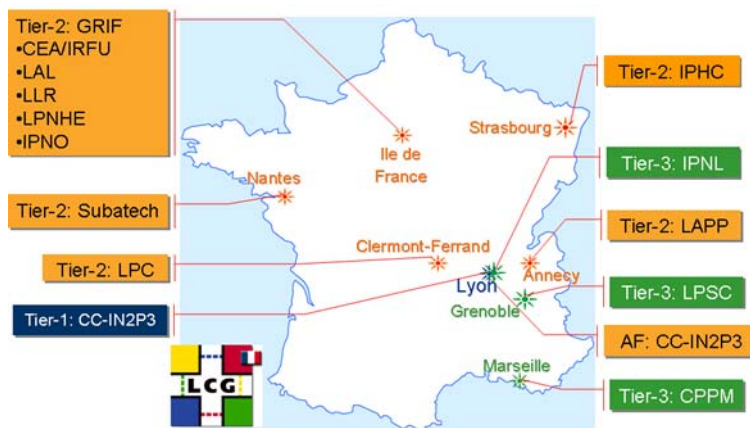 Tier-2: GRIF
•CEA/IRFU
•LAL
•LLR
•LPNHE
•IPNO
Tier-2: Subatech
Tier-2: LPC
Tier-1: CC-IN2P3
LCG
Ile de
France
Nantes
Strasbourg
Clermont-Ferrand
Lyon
Annecy
Grenoble
Marseille
Tier-2: IPHC
Tier-3: IPNL
Tier-2: LAPP
Tier-3: LPSC
AF: CC-IN2P3
Tier-3: CPPM